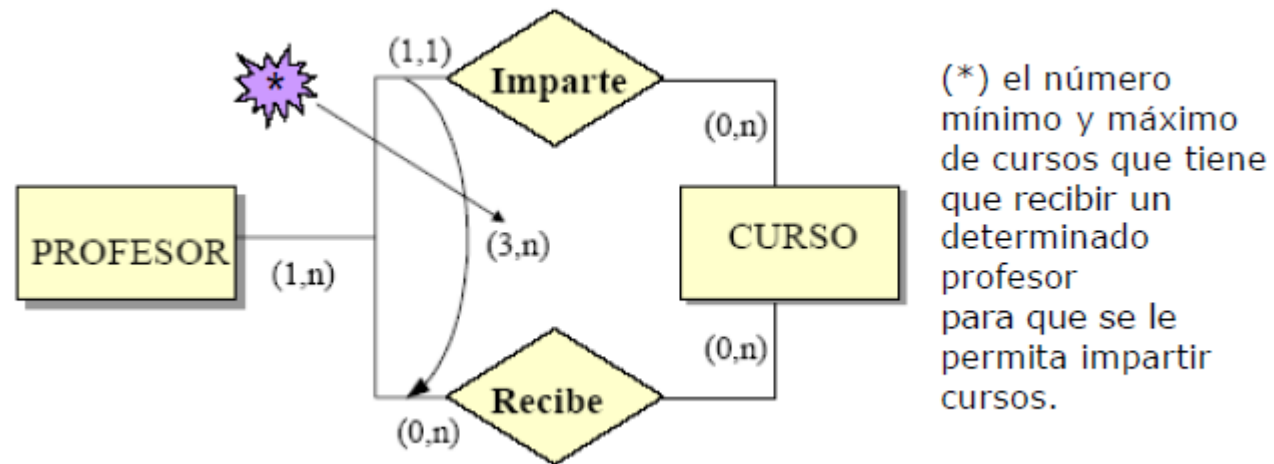 *
(1,1)
Imparte
(0,n)
PROFESOR
(1,n)
(3,n)
CURSO
(0,n)
Recibe
(0,n)
(*) el número
mínimo y máximo
de cursos que tiene
que recibir un
determinado
profesor
para que se le
permita impartir
cursos.